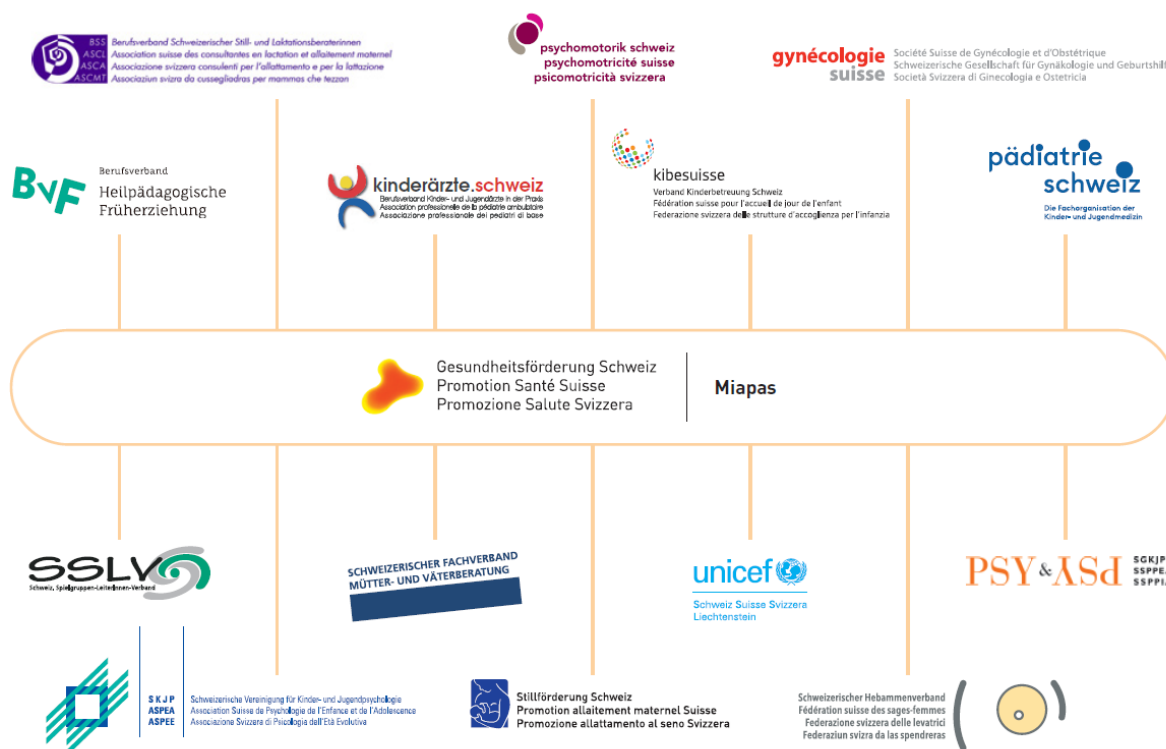 BSS Berufsverband Schweizerischer Still- und Laktationsberaterinnen
ASCL Association suisse des consultantes en lactation et allaitement maternel
ASCA Associazione svizzera consulenti per l'allattamento e per la lattazione
ASCMT Associaziun svizra da cussegliadras per mammas che tezzan
psychomotorik schweiz
psychomotricité suisse
psicomotricità svizzera
gynécologie
suisse
Société Suisse de Gynécologie et d'Obstétrique
Schweizerische Gesellschaft für Gynäkologie und Geburtshilf
Società Svizzera di Ginecologia e Ostetricia
BVF
Berufsverband
Heilpädagogische
Früherziehung
kinderärzte.schweiz
Berufsverband Kinder- und Jugendärzte in der Praxis
Association professionelle de la pédiatrie ambulatoire
Associazione professionale dei pediatri di base
kibesuisse
Verband Kinderbetreuung Schweiz
Fédération suisse pour l'accueil de jour de l'enfant
Federazione svizzera delle strutture d'accoglienza per l'infanzia
pädiatrie
schweiz
Die Fachorganisation der
Kinder- und Jugendmedizin
Gesundheitsförderung Schweiz
Promotion Santé Suisse
Promozione Salute Svizzera
Miapas
SSLV
Schweiz. Spielgruppen-LeiterInnen-Verband
SCHWEIZERISCHER FACHVERBAND
MÜTTER- UND VÄTERBERATUNG
unicef
Schweiz Suisse Svizzera
Liechtenstein
PSY & PSY
SGKJP
SSPPEA
SSPPIA
SKJP Schweizerische Vereinigung für Kinder- und Jugendpsychologie
ASPEA Association Suisse de Psychologie de l'Enfance et de l'Adolescence
ASPEE Associazione Svizzera di Psicologia dell'Età Evolutiva
Stillförderung Schweiz
Promotion allaitement maternel Suisse
Promozione allattamento al seno Svizzera
Schweizerischer Hebammenverband
Fédération suisse des sages-femmes
Federazione svizzera delle levatrici
Federaziun svizra da las spendreras